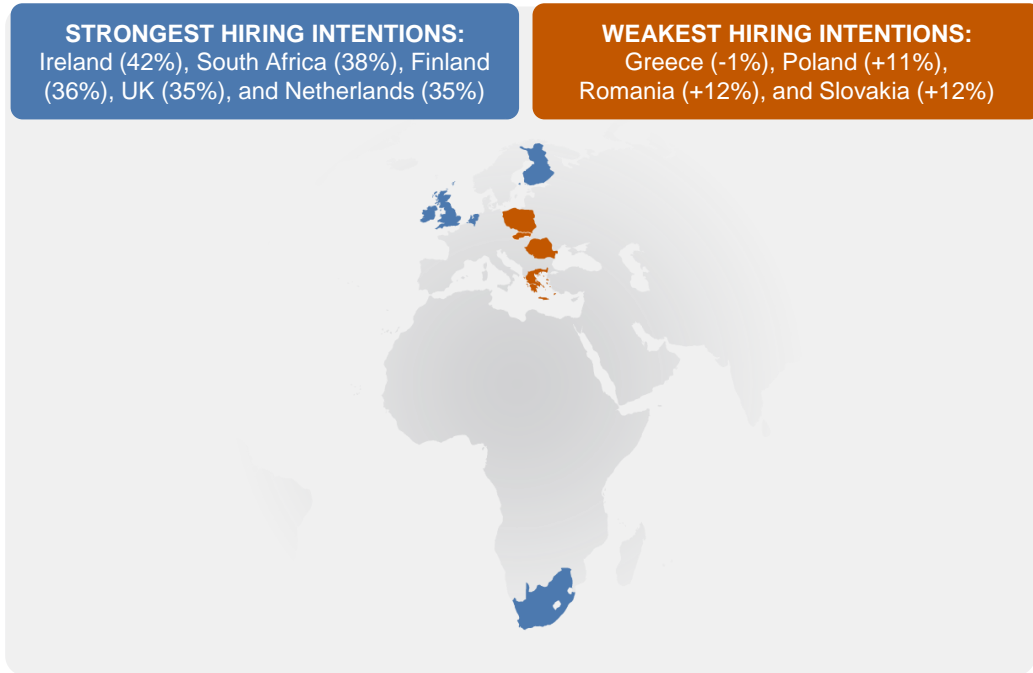 STRONGEST HIRING INTENTIONS:
Ireland (42%), South Africa (38%), Finland
(36%), UK (35%), and Netherlands (35%)
WEAKEST HIRING INTENTIONS:
Greece (-1%), Poland (+11%),
Romania (+12%), and Slovakia (+12%)